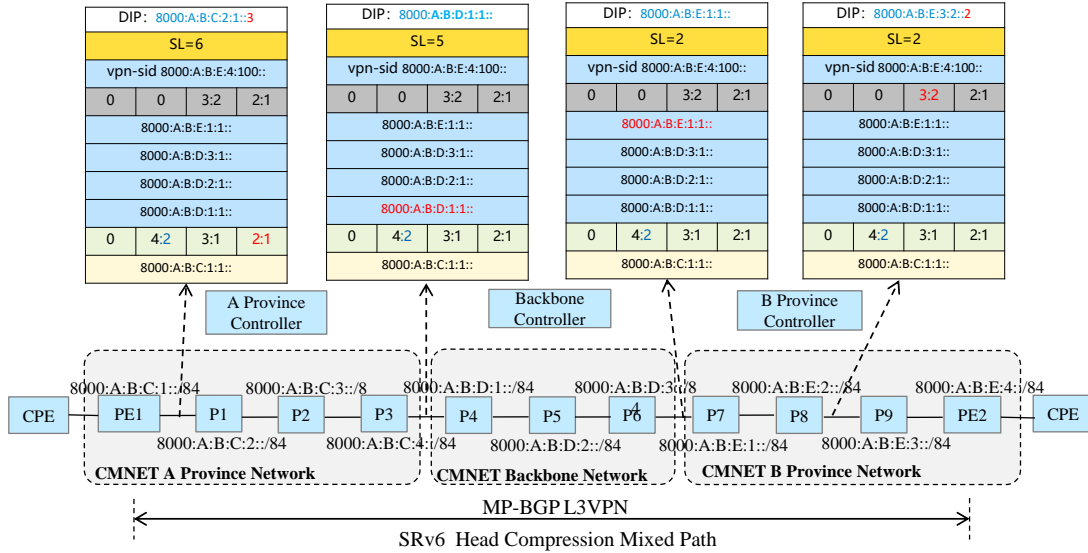 DIP: 8000:A:B:C:2:1::3
SL=6
vpn-sid 8000:A:B:E:4:100::
0 0 3:2 2:1
8000:A:B:E:1:1::
8000:A:B:D:3:1::
8000:A:B:D:2:1::
8000:A:B:D:1:1::
0 4:2 3:1 2:1
8000:A:B:C:1:1::
DIP: 8000:A:B:D:1:1::
SL=5
vpn-sid 8000:A:B:E:4:100::
0 0 3:2 2:1
8000:A:B:E:1:1::
8000:A:B:D:3:1::
8000:A:B:D:2:1::
8000:A:B:D:1:1::
0 4:2 3:1 2:1
8000:A:B:C:1:1::
DIP: 8000:A:B:E:1:1::
SL=2
vpn-sid 8000:A:B:E:4:100::
0 0 3:2 2:1
8000:A:B:E:1:1::
8000:A:B:D:3:1::
8000:A:B:D:2:1::
8000:A:B:D:1:1::
0 4:2 3:1 2:1
8000:A:B:C:1:1::
DIP: 8000:A:B:E:3:2::2
SL=2
vpn-sid 8000:A:B:E:4:100::
0 0 3:2 2:1
8000:A:B:E:1:1::
8000:A:B:D:3:1::
8000:A:B:D:2:1::
8000:A:B:D:1:1::
0 4:2 3:1 2:1
8000:A:B:C:1:1::
A Province
Controller
Backbone
Controller
B Province
Controller
8000:A:B:C:1::/84
8000:A:B:C:3::/8
8000:A:B:D:1::/84
8000:A:B:D:3::/8
4
8000:A:B:E:2::/84
8000:A:B:E:4::/84
CPE PE1 P1 P2 P3 P4 P5 P6 P7 P8 P9 PE2 CPE
8000:A:B:C:2::/84
8000:A:B:C:4::/84
8000:A:B:D:2::/84
8000:A:B:E:1::/84
8000:A:B:E:3::/84
CMNET A Province Network
CMNET Backbone Network
CMNET B Province Network
MP-BGP L3VPN
SRv6 Head Compression Mixed Path